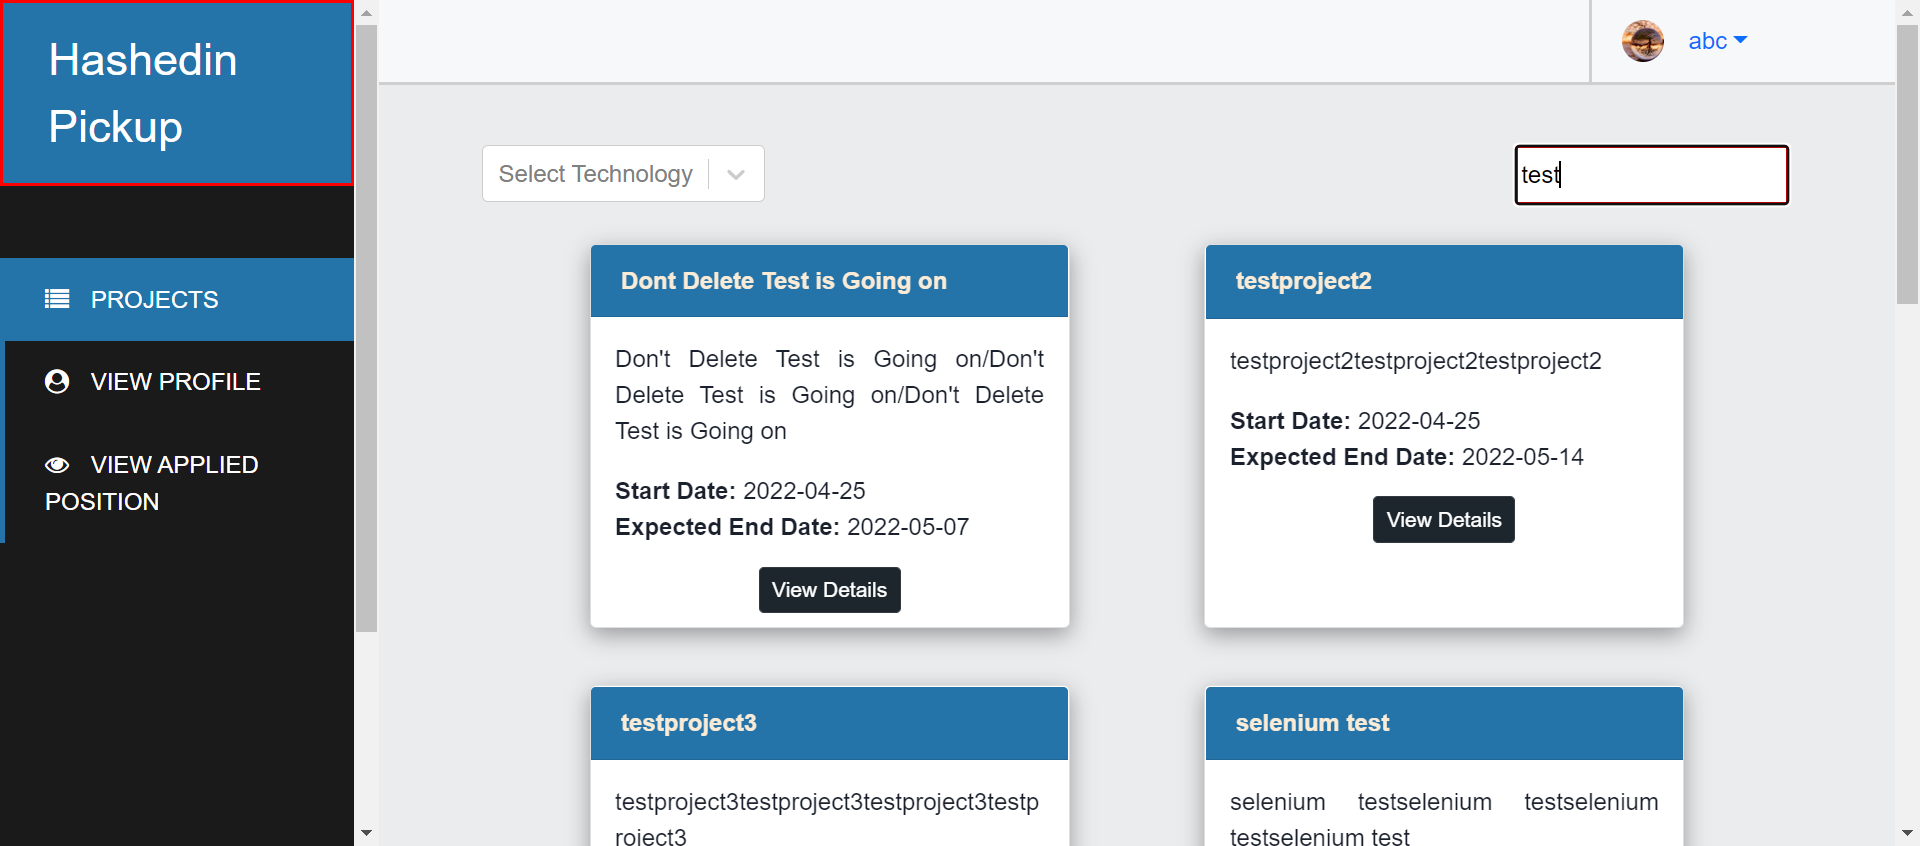 Hashedin
Pickup
abc
PROJECTS
VIEW PROFILE
VIEW APPLIED
POSITION
Select Technology
test
Dont Delete Test is Going on
Don't Delete Test is Going on/Don't
Delete Test is Going on/Don't Delete
Test is Going on
Start Date: 2022-04-25
Expected End Date: 2022-05-07
View Details
testproject2
testproject2testproject2testproject2
Start Date: 2022-04-25
Expected End Date: 2022-05-14
View Details
testproject3
testproject3testproject3testproject3testp
roject3
selenium test
selenium testselenium testselenium
testselenium test